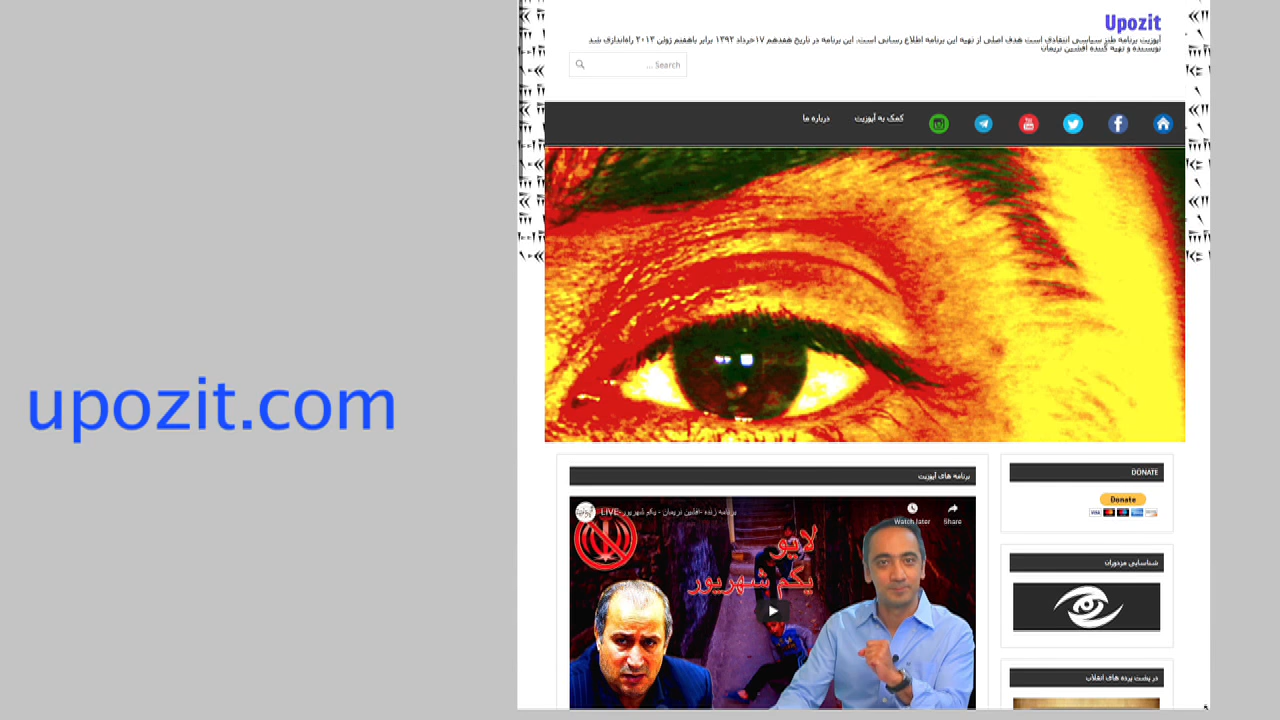 Upozit
اپوزیت برنامه طنز سیاسی انتقادی است هدف اصلی از تهیه این برنامه اطلاع رسانی است. این برنامه در تاریخ هفدهم ۱۷خرداد ۱۳۹۲ برابر باهفتم ژوئن ۲۰۱۳ راه‌اندازی شد
نویسنده و تهیه کننده افشین نریمان
Search ...
کمک به آپوزیت
درباره ما
upozit.com
برنامه های آپوزیت
برنامه زنده -افشین نریمان - یکم شهریور-LIVE
Watch later
Share
لایو
یکم شهریور
DONATE
Donate
VISA
شناسایی مزدوران
در پشت پرده های انقلاب